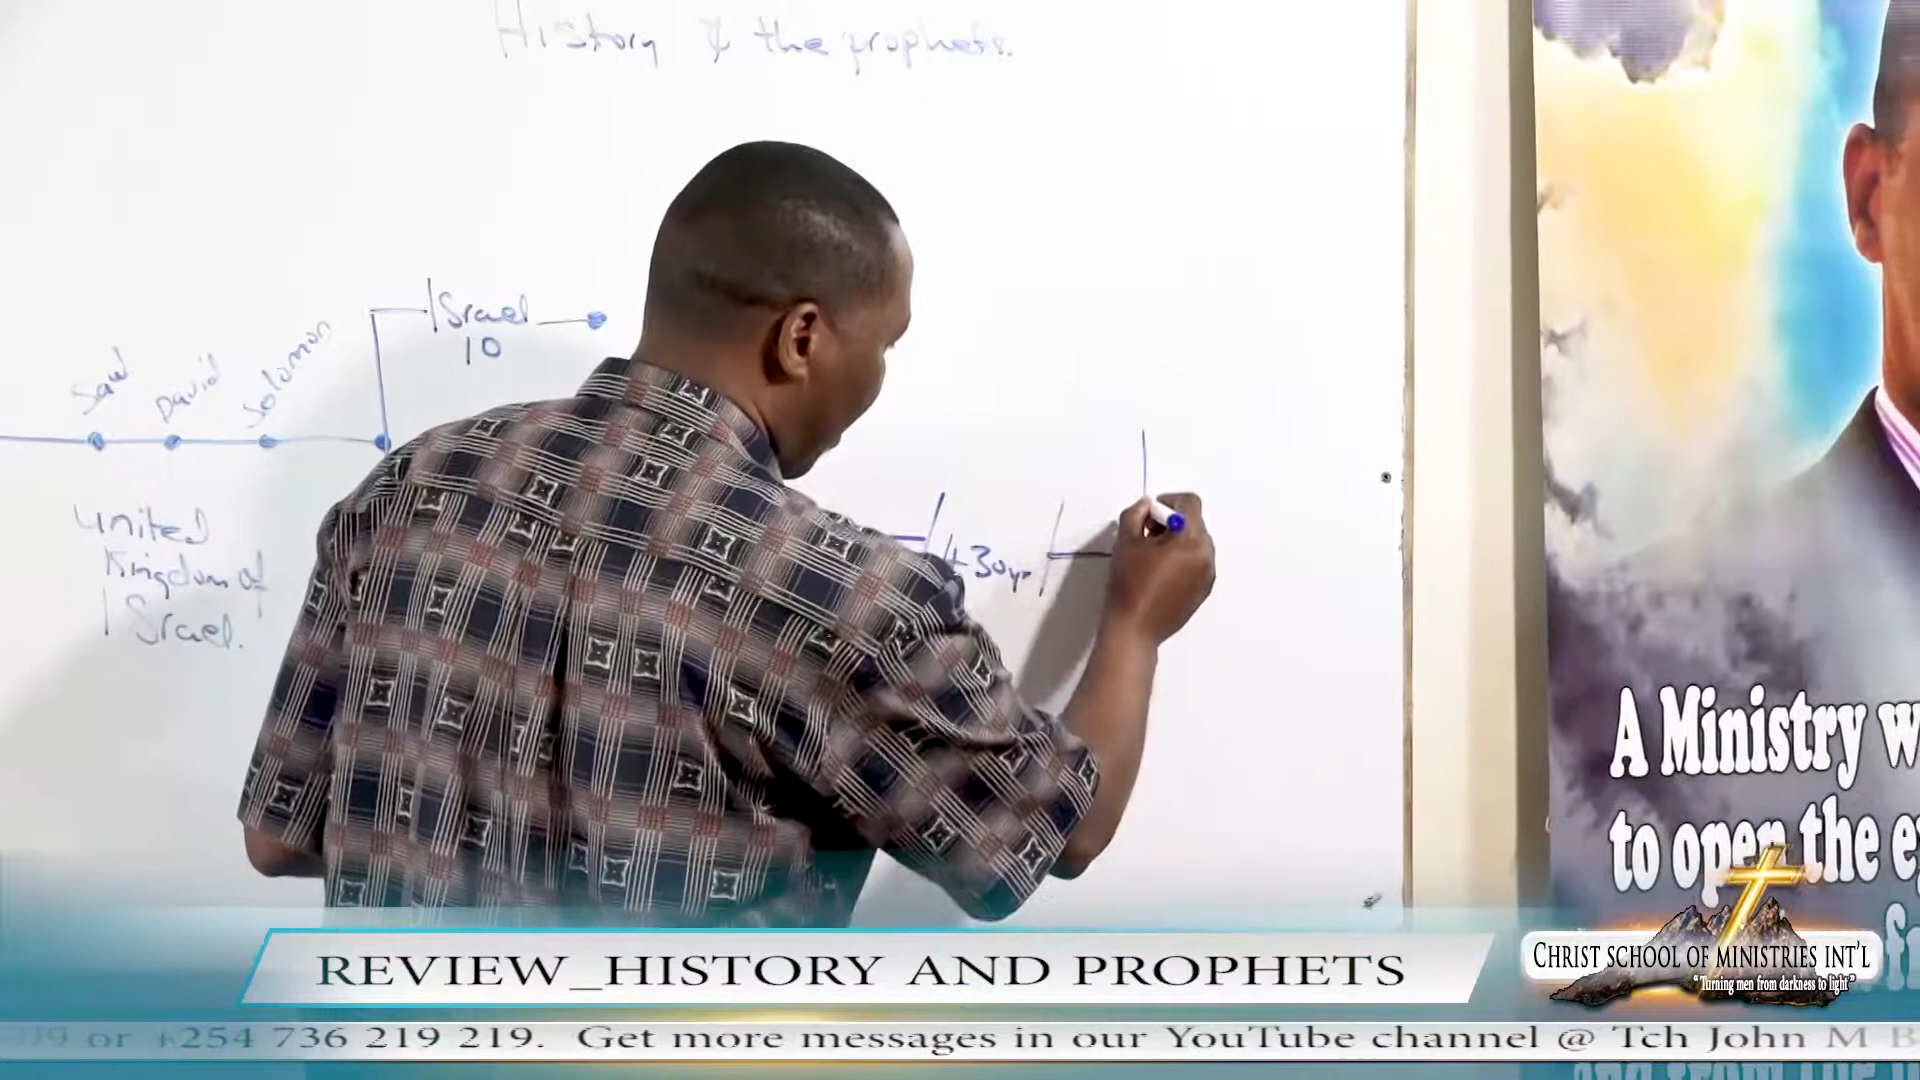 History & the prophets.
Israel
10
Saul
David
Solomon
United
Kingdom of
Israel.
±30yr
A Ministry w
to open the e
REVIEW_HISTORY AND PROPHETS
CHRIST SCHOOL OF MINISTRIES INT'L
"Turning men from darkness to light"
or +254 736 219 219. Get more messages in our YouTube channel @ Tch John M B